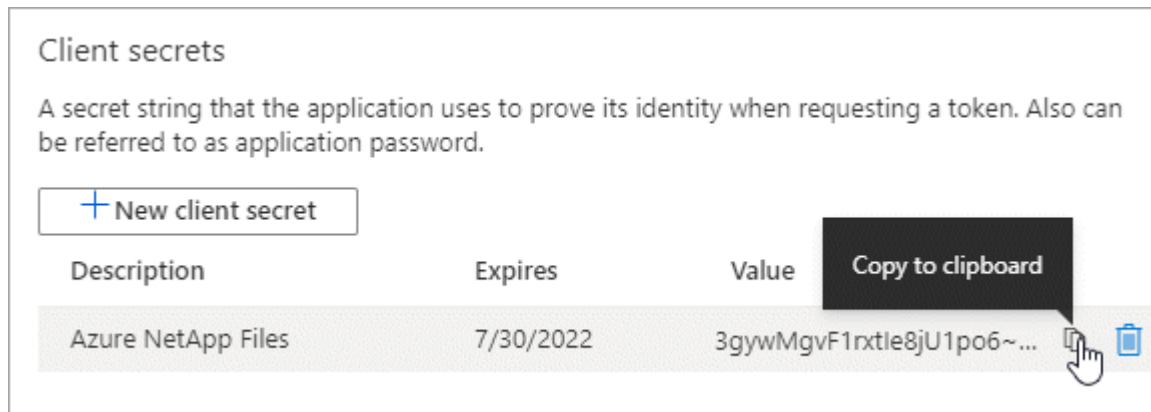 Client secrets
A secret string that the application uses to prove its identity when requesting a token. Also can
be referred to as application password.
New client secret
Copy to clipboard
Description Expires Value
Azure NetApp Files 7/30/2022 3gywMgvF1rxtIe8jU1po6~...